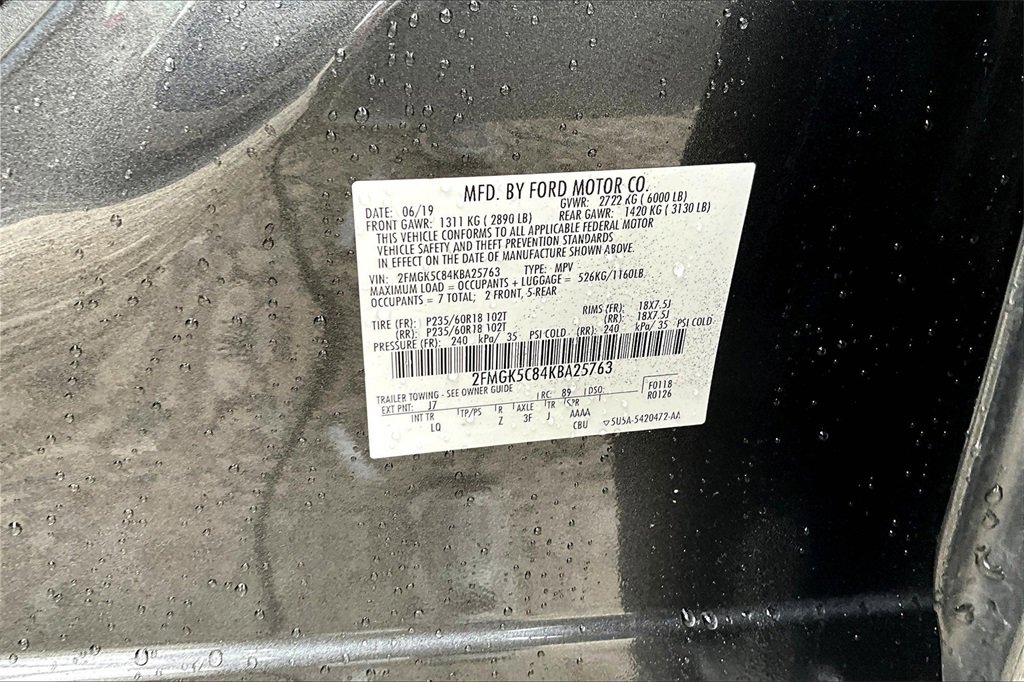 MFD. BY FORD MOTOR CO.
DATE: 06/19 GVWR: 2722 KG (6000 LB)
FRONT GAWR: 1311 KG (2890 LB) REAR GAWR: 1420 KG (3130 LB)
THIS VEHICLE CONFORMS TO ALL APPLICABLE FEDERAL MOTOR
VEHICLE SAFETY AND THEFT PREVENTION STANDARDS
IN EFFECT ON THE DATE OF MANUFACTURE SHOWN ABOVE.
VIN: 2FMGK5C84KBA25763 TYPE: MPV
MAXIMUM LOAD = OCCUPANTS + LUGGAGE = 526KG/1160LB
OCCUPANTS = 7 TOTAL; 2 FRONT, 5-REAR
TIRE (FR): P235/60R18 102T RIMS (FR): 18X7.5J
(RR): P235/60R18 102T (RR): 18X7.5J
PRESSURE (FR): 240 kPa/ 35 PSI COLD (RR): 240 kPa/ 35 PSI COLD
2FMGK5C84KBA25763
TRAILER TOWING - SEE OWNER GUIDE RC: 89 DSO: F0118
EXT PNT: J7 R0126
INT TR TP/PS R AXLE TR SPR AAAA
LQ Z 3F J CBU ▽5U5A-5420472-AA